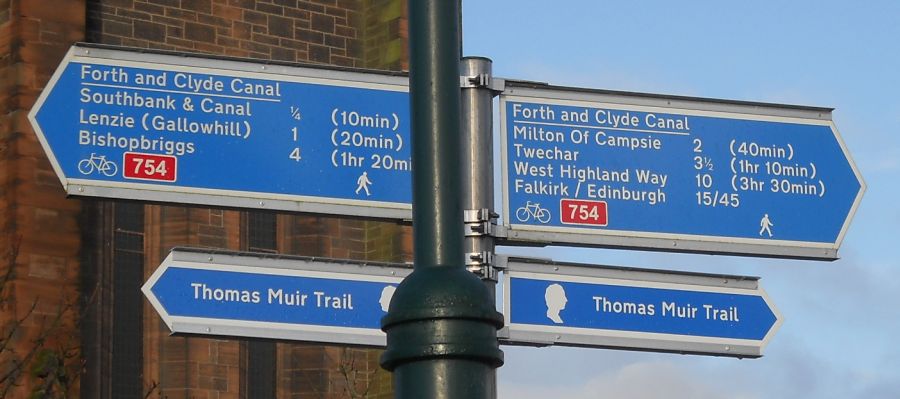 Forth and Clyde Canal
Southbank & Canal ¼ (10min)
Lenzie (Gallowhill) 1 (20min)
Bishopbriggs 4 (1hr 20mi
754
Forth and Clyde Canal
Milton Of Campsie 2 (40min)
Twechar 3½ (1hr 10min)
West Highland Way 10 (3hr 30min)
Falkirk / Edinburgh 15/45
754
Thomas Muir Trail
Thomas Muir Trail